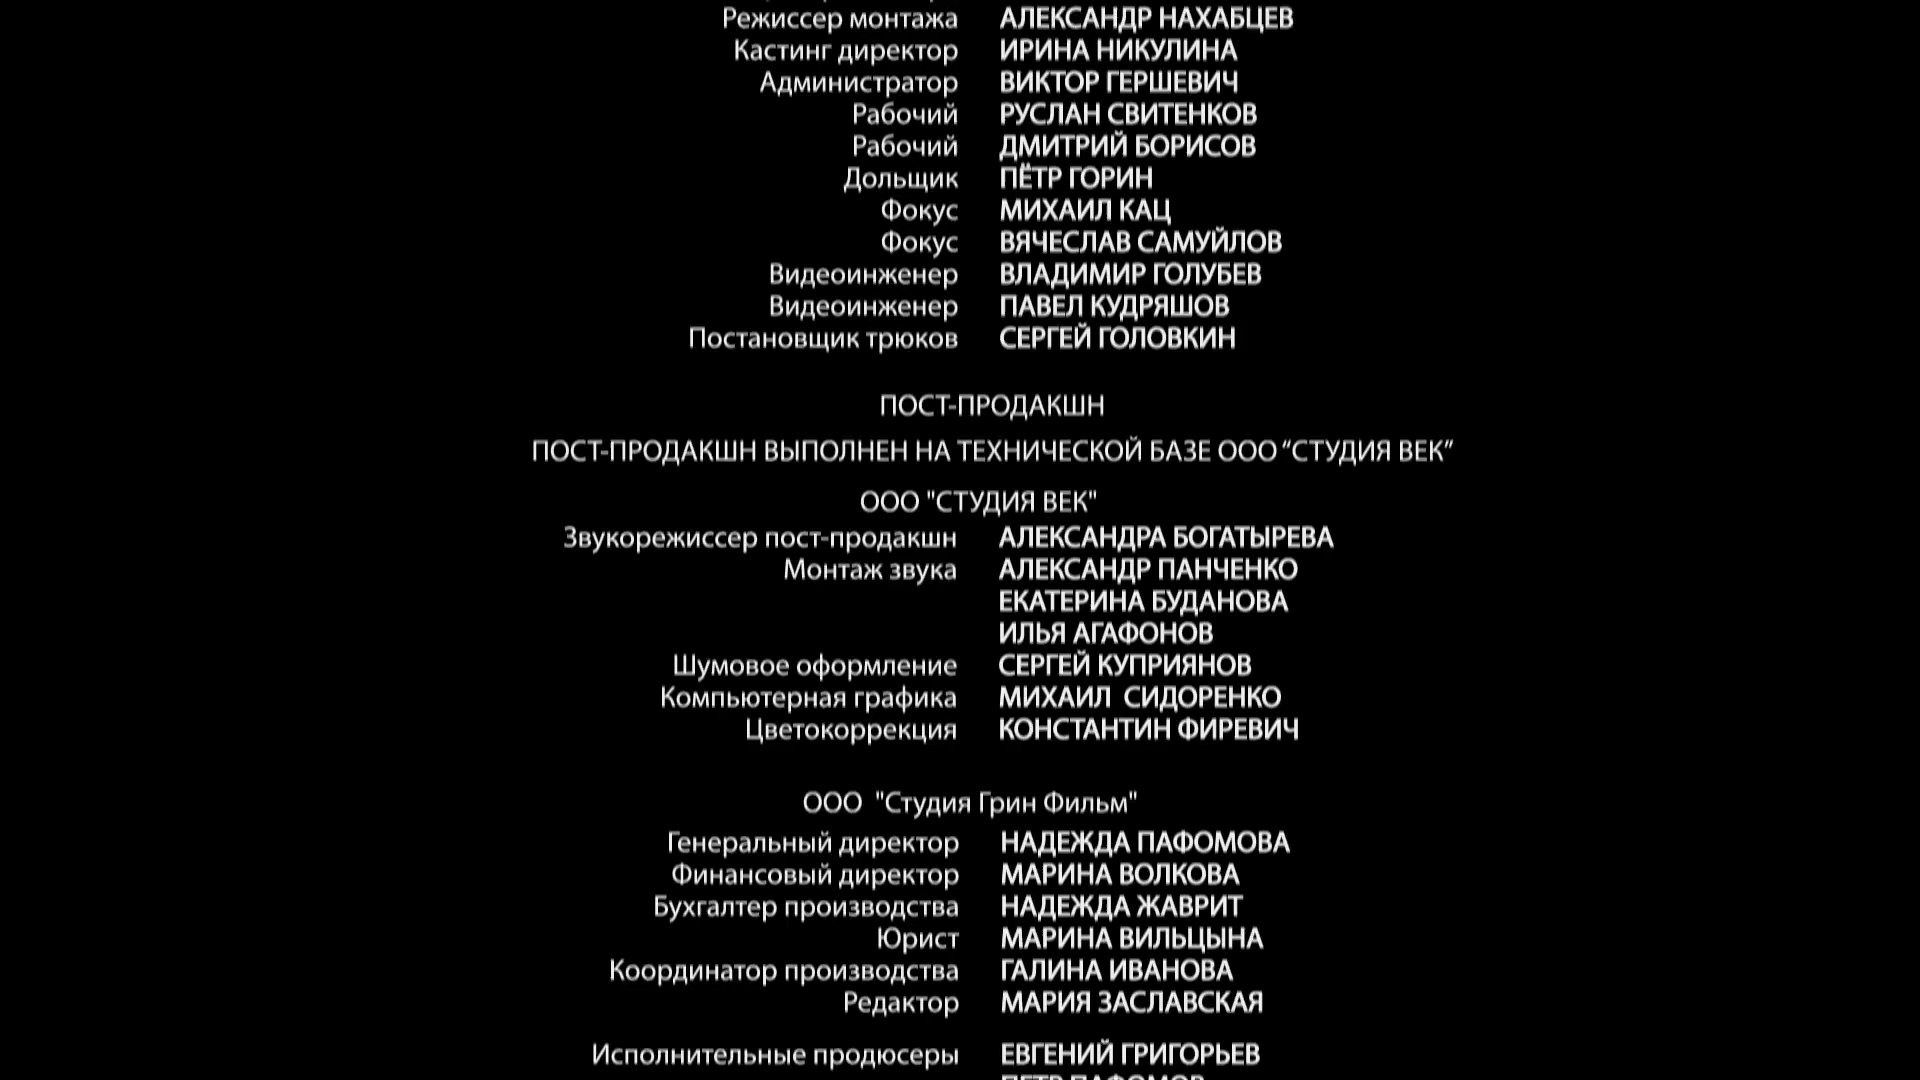 Режиссер монтажа АЛЕКСАНДР НАХАБЦЕВ
Кастинг директор ИРИНА НИКУЛИНА
Администратор ВИКТОР ГЕРШЕВИЧ
Рабочий РУСЛАН СВИТЕНКОВ
Рабочий ДМИТРИЙ БОРИСОВ
Дольщик ПЁТР ГОРИН
Фокус МИХАИЛ КАЦ
Фокус ВЯЧЕСЛАВ САМУЙЛОВ
Видеоинженер ВЛАДИМИР ГОЛУБЕВ
Видеоинженер ПАВЕЛ КУДРЯШОВ
Постановщик трюков СЕРГЕЙ ГОЛОВКИН
ПОСТ-ПРОДАКШН
ПОСТ-ПРОДАКШН ВЫПОЛНЕН НА ТЕХНИЧЕСКОЙ БАЗЕ ООО “СТУДИЯ ВЕК”
ООО "СТУДИЯ ВЕК"
Звукорежиссер пост-продакшн АЛЕКСАНДРА БОГАТЫРЕВА
Монтаж звука АЛЕКСАНДР ПАНЧЕНКО
ЕКАТЕРИНА БУДАНОВА
ИЛЬЯ АГАФОНОВ
Шумовое оформление СЕРГЕЙ КУПРИЯНОВ
Компьютерная графика МИХАИЛ СИДОРЕНКО
Цветокоррекция КОНСТАНТИН ФИРЕВИЧ
ООО "Студия Грин Фильм"
Генеральный директор НАДЕЖДА ПАФОМОВА
Финансовый директор МАРИНА ВОЛКОВА
Бухгалтер производства НАДЕЖДА ЖАВРИТ
Юрист МАРИНА ВИЛЬЦЫНА
Координатор производства ГАЛИНА ИВАНОВА
Редактор МАРИЯ ЗАСЛАВСКАЯ
Исполнительные продюсеры ЕВГЕНИЙ ГРИГОРЬЕВ
ПЕТР ПАФОМОВ